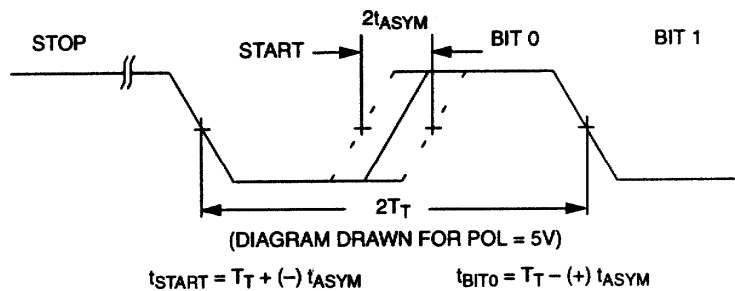 2tASYM
STOP START BIT 0 BIT 1
2TT
(DIAGRAM DRAWN FOR POL = 5V)
tSTART = TT + (–) tASYM tBIT0 = TT – (+) tASYM